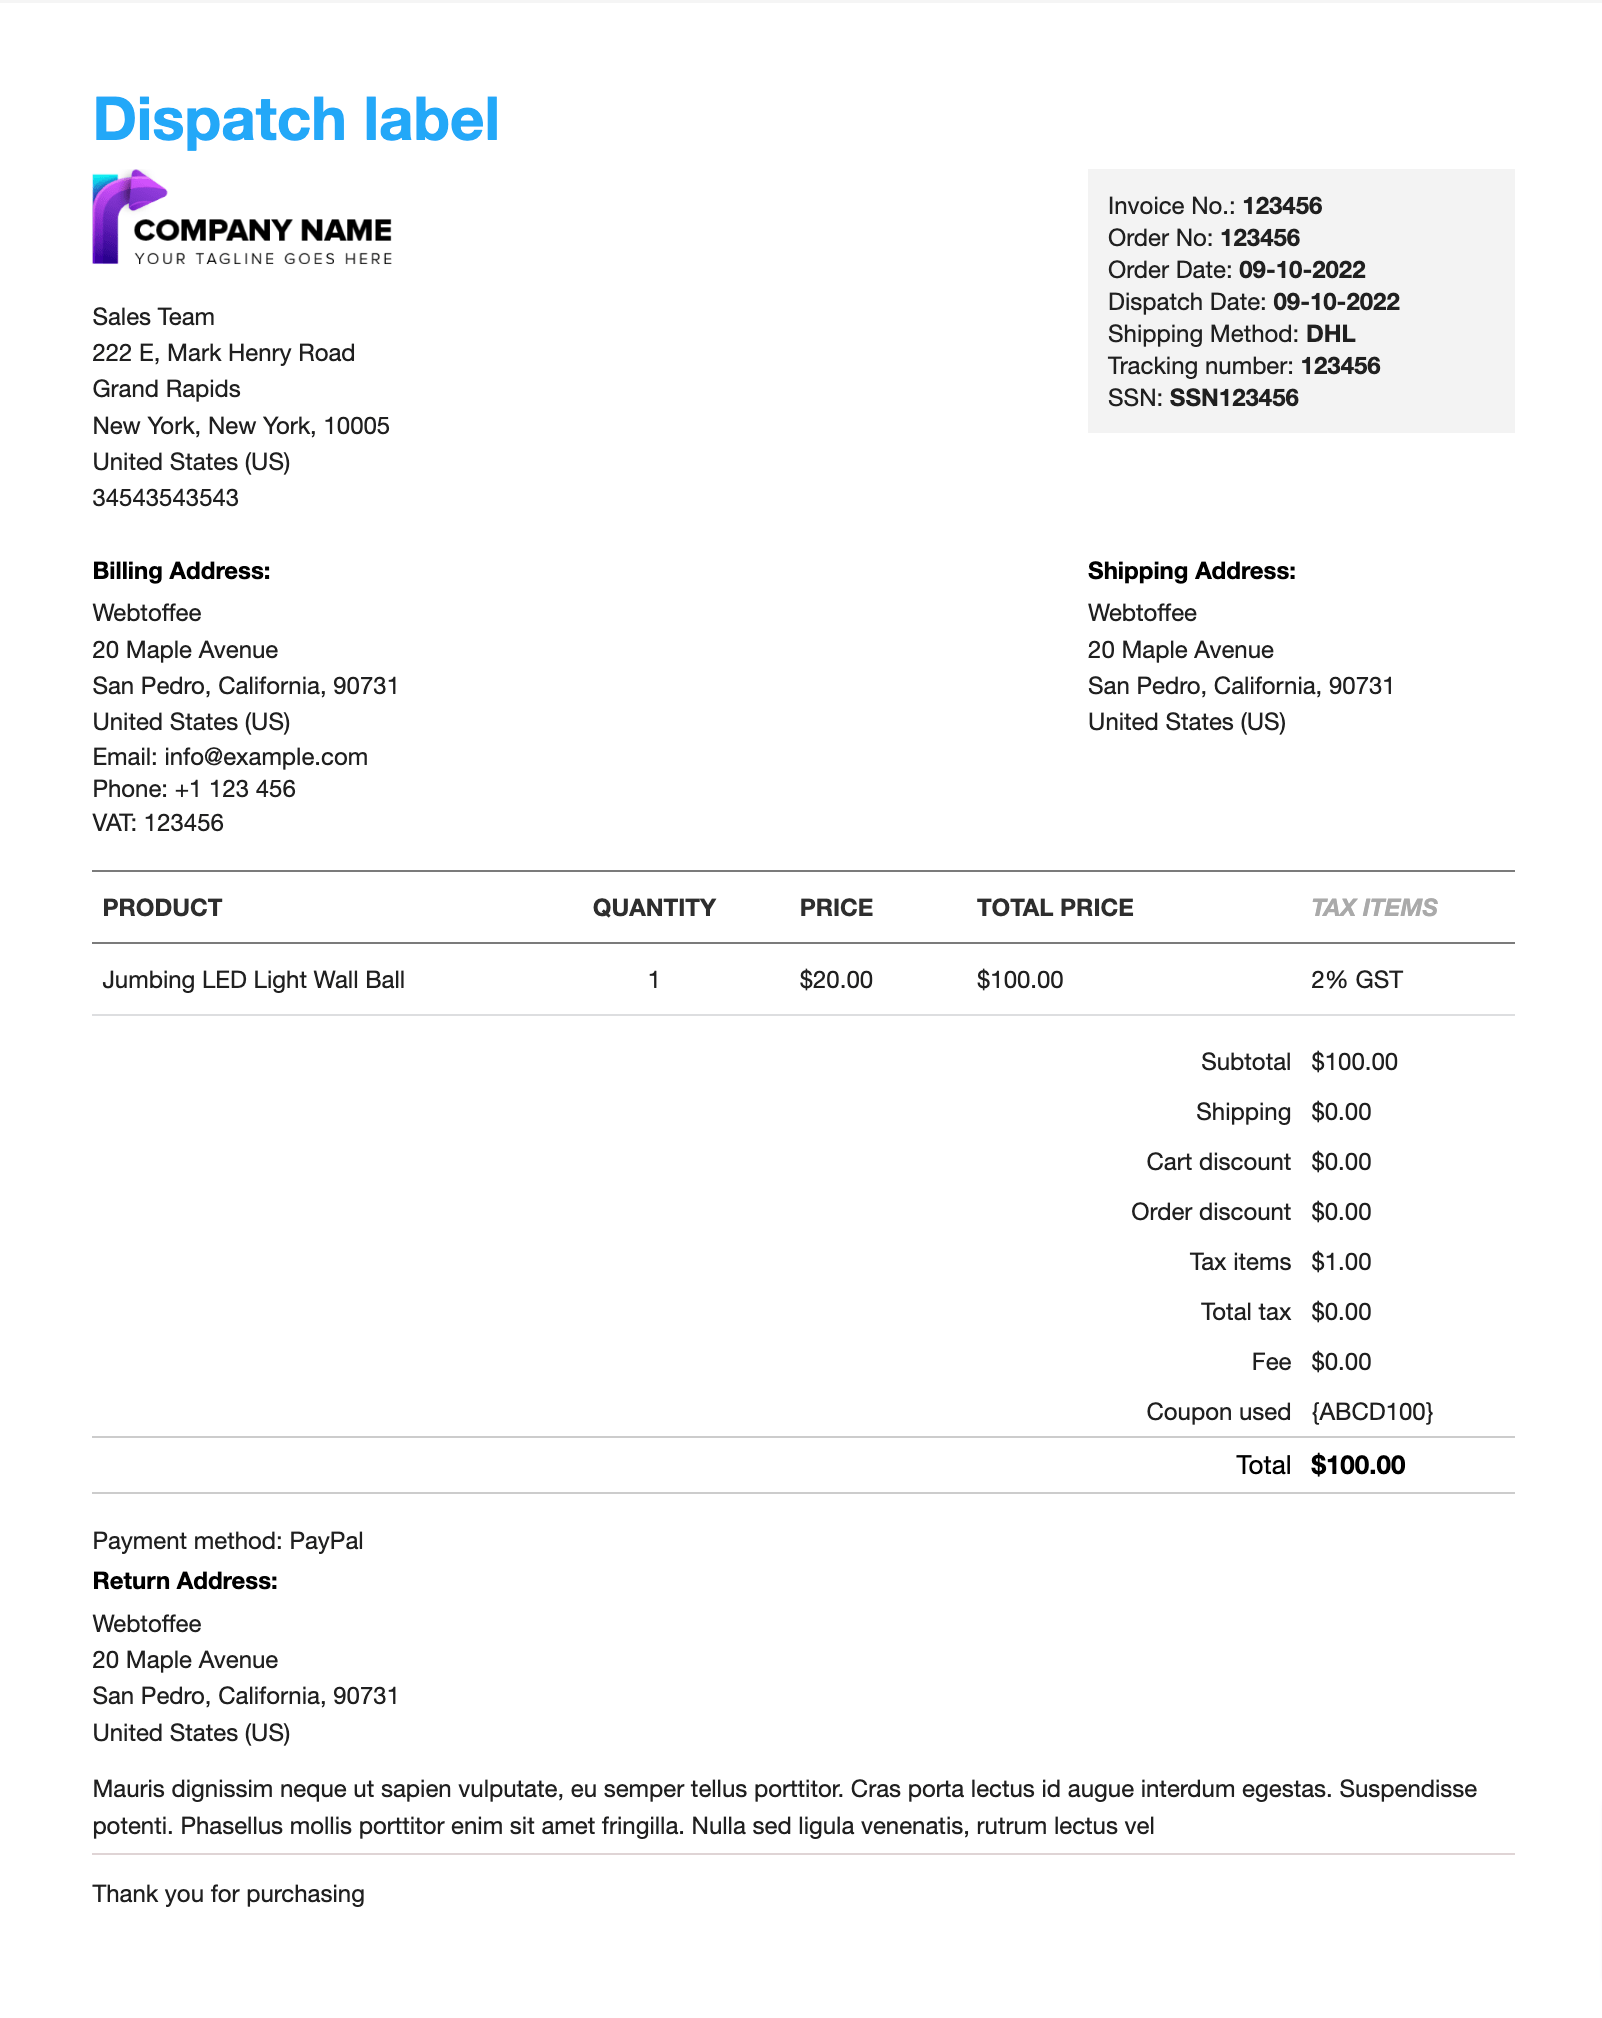 Dispatch label
COMPANY NAME
YOUR TAGLINE GOES HERE
Invoice No.: 123456
Order No: 123456
Order Date: 09-10-2022
Dispatch Date: 09-10-2022
Shipping Method: DHL
Tracking number: 123456
SSN: SSN123456
Sales Team
222 E, Mark Henry Road
Grand Rapids
New York, New York, 10005
United States (US)
34543543543
Billing Address:
Webtoffee
20 Maple Avenue
San Pedro, California, 90731
United States (US)
Email: info@example.com
Phone: +1 123 456
VAT: 123456
Shipping Address:
Webtoffee
20 Maple Avenue
San Pedro, California, 90731
United States (US)
PRODUCT QUANTITY PRICE TOTAL PRICE TAX ITEMS
Jumbing LED Light Wall Ball 1 $20.00 $100.00 2% GST
Subtotal $100.00
Shipping $0.00
Cart discount $0.00
Order discount $0.00
Tax items $1.00
Total tax $0.00
Fee $0.00
Coupon used {ABCD100}
Total $100.00
Payment method: PayPal
Return Address:
Webtoffee
20 Maple Avenue
San Pedro, California, 90731
United States (US)
Mauris dignissim neque ut sapien vulputate, eu semper tellus porttitor. Cras porta lectus id augue interdum egestas. Suspendisse
potenti. Phasellus mollis porttitor enim sit amet fringilla. Nulla sed ligula venenatis, rutrum lectus vel
Thank you for purchasing